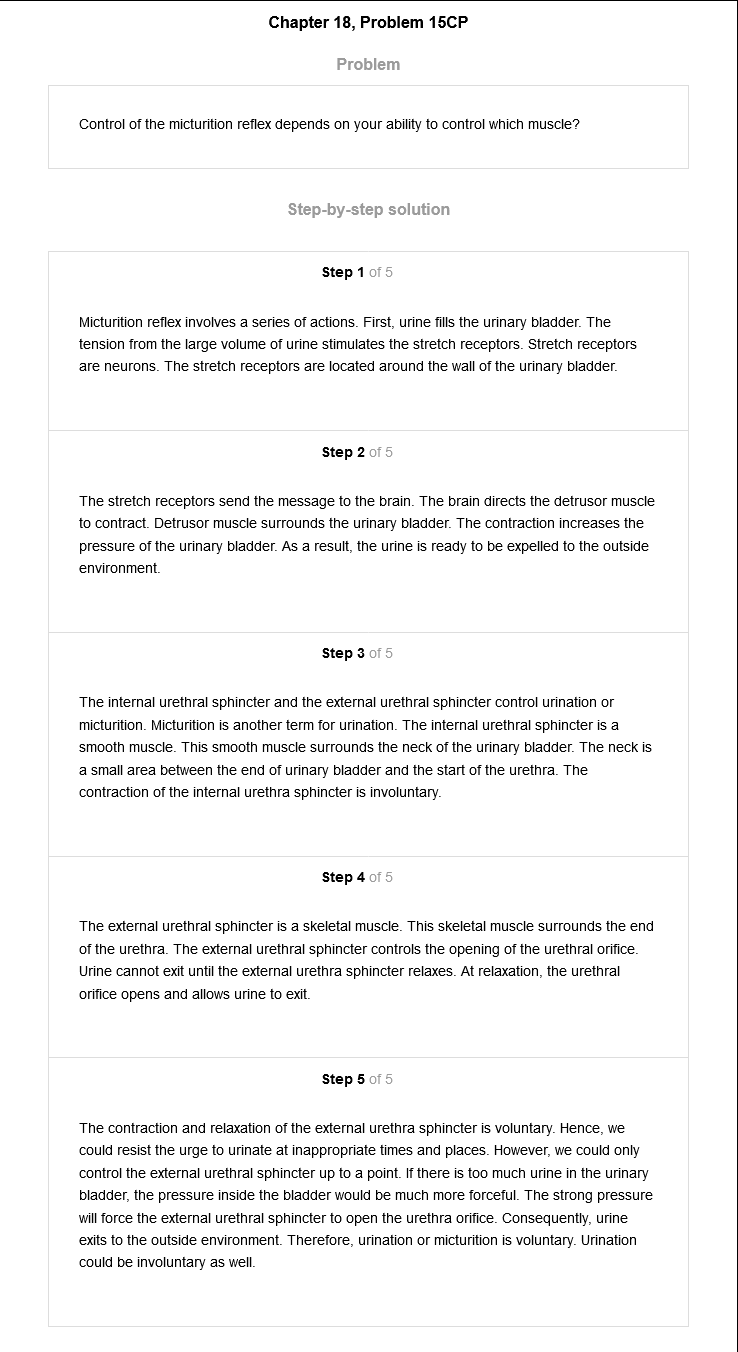 Chapter 18, Problem 15CP
Problem
Control of the micturition reflex depends on your ability to control which muscle?
Step-by-step solution
Step 1 of 5
Micturition reflex involves a series of actions. First, urine fills the urinary bladder. The
tension from the large volume of urine stimulates the stretch receptors. Stretch receptors
are neurons. The stretch receptors are located around the wall of the urinary bladder.
Step 2 of 5
The stretch receptors send the message to the brain. The brain directs the detrusor muscle
to contract. Detrusor muscle surrounds the urinary bladder. The contraction increases the
pressure of the urinary bladder. As a result, the urine is ready to be expelled to the outside
environment.
Step 3 of 5
The internal urethral sphincter and the external urethral sphincter control urination or
micturition. Micturition is another term for urination. The internal urethral sphincter is a
smooth muscle. This smooth muscle surrounds the neck of the urinary bladder. The neck is
a small area between the end of urinary bladder and the start of the urethra. The
contraction of the internal urethra sphincter is involuntary.
Step 4 of 5
The external urethral sphincter is a skeletal muscle. This skeletal muscle surrounds the end
of the urethra. The external urethral sphincter controls the opening of the urethral orifice.
Urine cannot exit until the external urethra sphincter relaxes. At relaxation, the urethral
orifice opens and allows urine to exit.
Step 5 of 5
The contraction and relaxation of the external urethra sphincter is voluntary. Hence, we
could resist the urge to urinate at inappropriate times and places. However, we could only
control the external urethral sphincter up to a point. If there is too much urine in the urinary
bladder, the pressure inside the bladder would be much more forceful. The strong pressure
will force the external urethral sphincter to open the urethra orifice. Consequently, urine
exits to the outside environment. Therefore, urination or micturition is voluntary. Urination
could be involuntary as well.